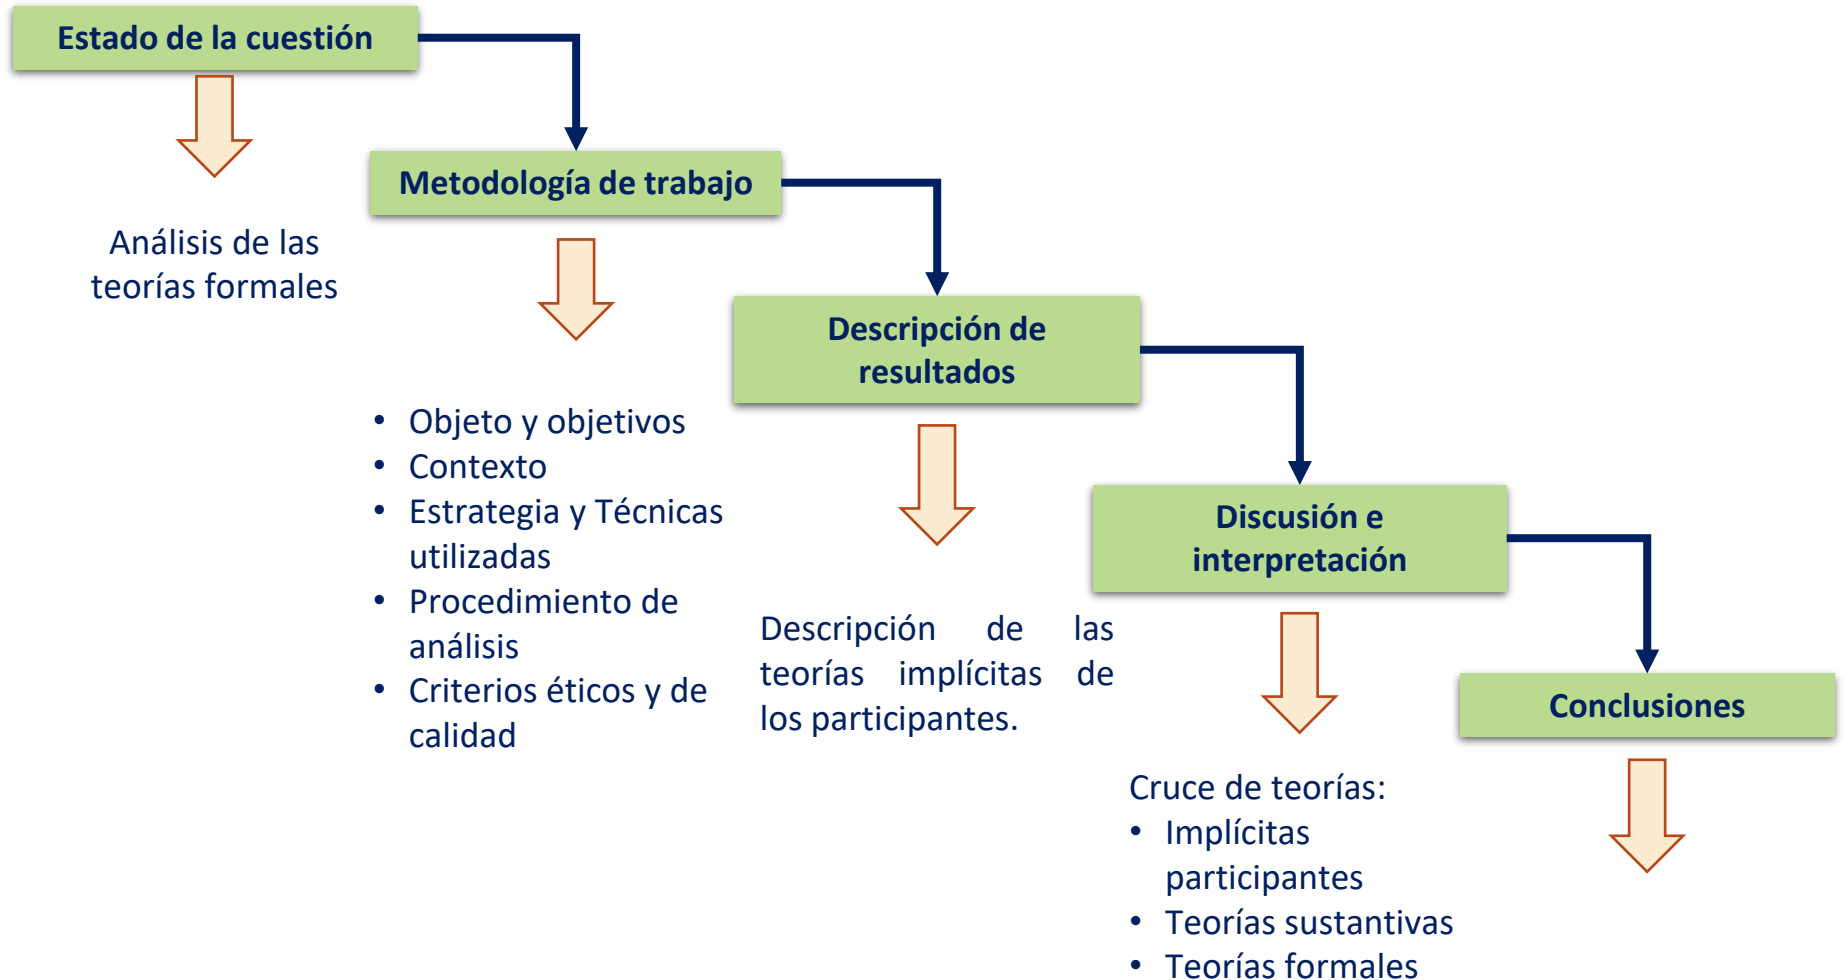 Estado de la cuestión
Análisis de las
teorías formales
Metodología de trabajo
• Objeto y objetivos
• Contexto
• Estrategia y Técnicas
utilizadas
• Procedimiento de
análisis
• Criterios éticos y de
calidad
Descripción de
resultados
Descripción de las
teorías implícitas de
los participantes.
Discusión e
interpretación
Cruce de teorías:
• Implícitas
participantes
• Teorías sustantivas
• Teorías formales
Conclusiones